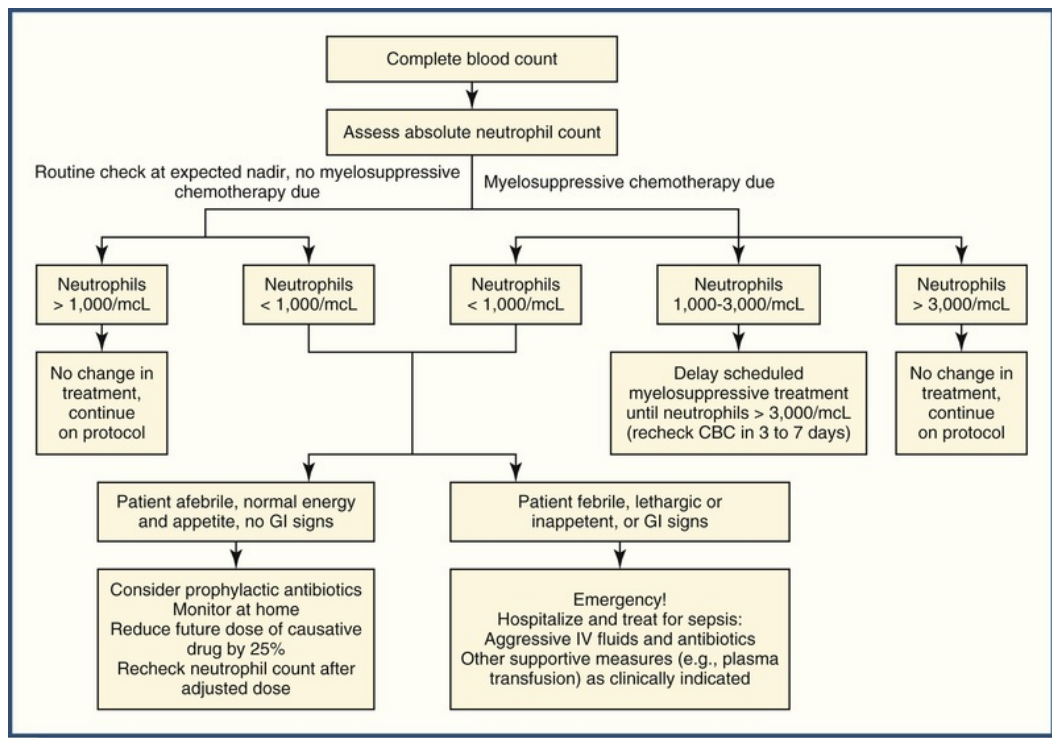 Complete blood count
Assess absolute neutrophil count
Routine check at expected nadir, no myelosuppressive
chemotherapy due
Myelosuppressive chemotherapy due
Neutrophils
> 1,000/mcL
Neutrophils
< 1,000/mcL
Neutrophils
< 1,000/mcL
Neutrophils
1,000-3,000/mcL
Neutrophils
> 3,000/mcL
No change in
treatment,
continue
on protocol
Delay scheduled
myelosuppressive treatment
until neutrophils > 3,000/mcL
(recheck CBC in 3 to 7 days)
No change in
treatment,
continue
on protocol
Patient afebrile, normal energy
and appetite, no GI signs
Patient febrile, lethargic or
inappetent, or GI signs
Consider prophylactic antibiotics
Monitor at home
Reduce future dose of causative
drug by 25%
Recheck neutrophil count after
adjusted dose
Emergency!
Hospitalize and treat for sepsis:
Aggressive IV fluids and antibiotics
Other supportive measures (e.g., plasma
transfusion) as clinically indicated